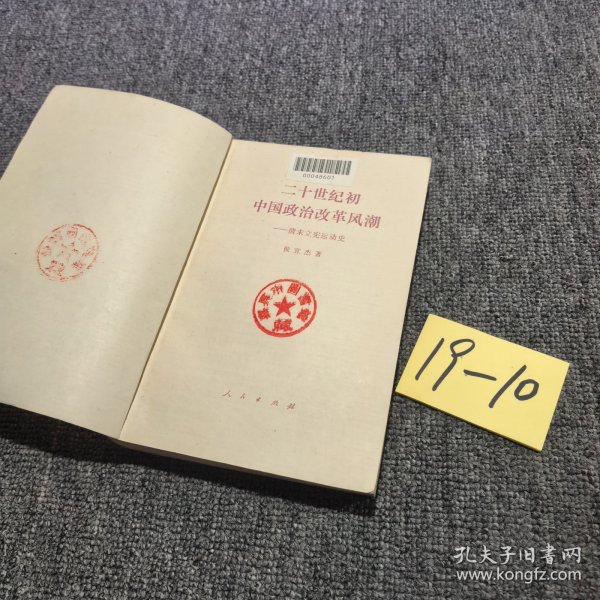 00048607
二十世纪初
中国政治改革风潮
——清末立宪运动史
侯宜杰著
人民出版社
19-10
孔夫子旧书网
www.kongfz.com